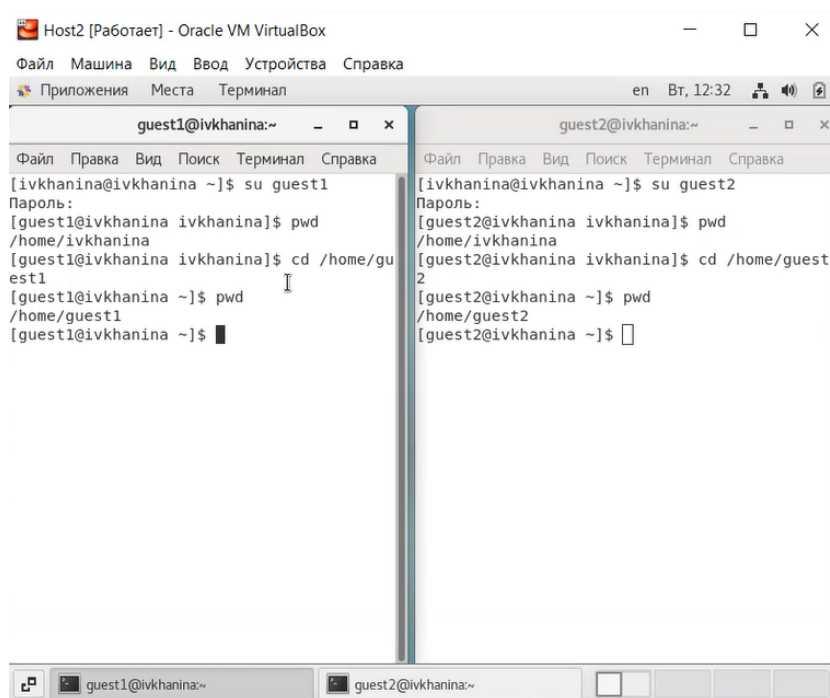 Host2 [Работает] - Oracle VM VirtualBox
Файл Машина Вид Ввод Устройства Справка
Приложения Места Терминал en Вт, 12:32
guest1@ivkhanina:~
Файл Правка Вид Поиск Терминал Справка
[ivkhanina@ivkhanina ~]$ su guest1
Пароль:
[guest1@ivkhanina ivkhanina]$ pwd
/home/ivkhanina
[guest1@ivkhanina ivkhanina]$ cd /home/gu
est1
[guest1@ivkhanina ~]$ pwd
/home/guest1
[guest1@ivkhanina ~]$
guest2@ivkhanina:~
Файл Правка Вид Поиск Терминал Справка
[ivkhanina@ivkhanina ~]$ su guest2
Пароль:
[guest2@ivkhanina ivkhanina]$ pwd
/home/ivkhanina
[guest2@ivkhanina ivkhanina]$ cd /home/guest
2
[guest2@ivkhanina ~]$ pwd
/home/guest2
[guest2@ivkhanina ~]$
guest1@ivkhanina:~ guest2@ivkhanina:~